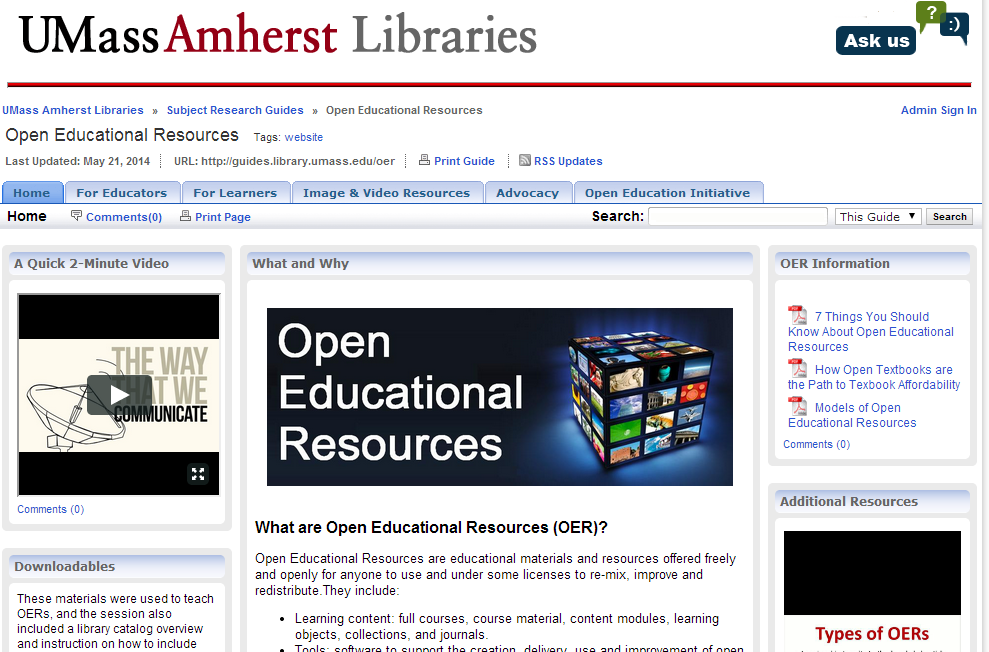 UMassAmherst Libraries
?
Ask us
:)
UMass Amherst Libraries » Subject Research Guides » Open Educational Resources
Admin Sign In
Open Educational Resources Tags: website
Last Updated: May 21, 2014 URL: http://guides.library.umass.edu/oer Print Guide RSS Updates
Home For Educators For Learners Image & Video Resources Advocacy Open Education Initiative
Home Comments(0) Print Page Search: This Guide ▼ Search
A Quick 2-Minute Video
THE WAY
THAT WE
COMMUNICATE
Comments (0)
Downloadables
These materials were used to teach
OERs, and the session also
included a library catalog overview
and instruction on how to include
What and Why
Open
Educational
Resources
What are Open Educational Resources (OER)?
Open Educational Resources are educational materials and resources offered freely
and openly for anyone to use and under some licenses to re-mix, improve and
redistribute.They include:
• Learning content: full courses, course material, content modules, learning
objects, collections, and journals.
• Tools: software to support the creation, delivery, use and improvement of open
OER Information
7 Things You Should
Know About Open Educational
Resources
How Open Textbooks are
the Path to Texbook Affordability
Models of Open
Educational Resources
Comments (0)
Additional Resources
Types of OERs